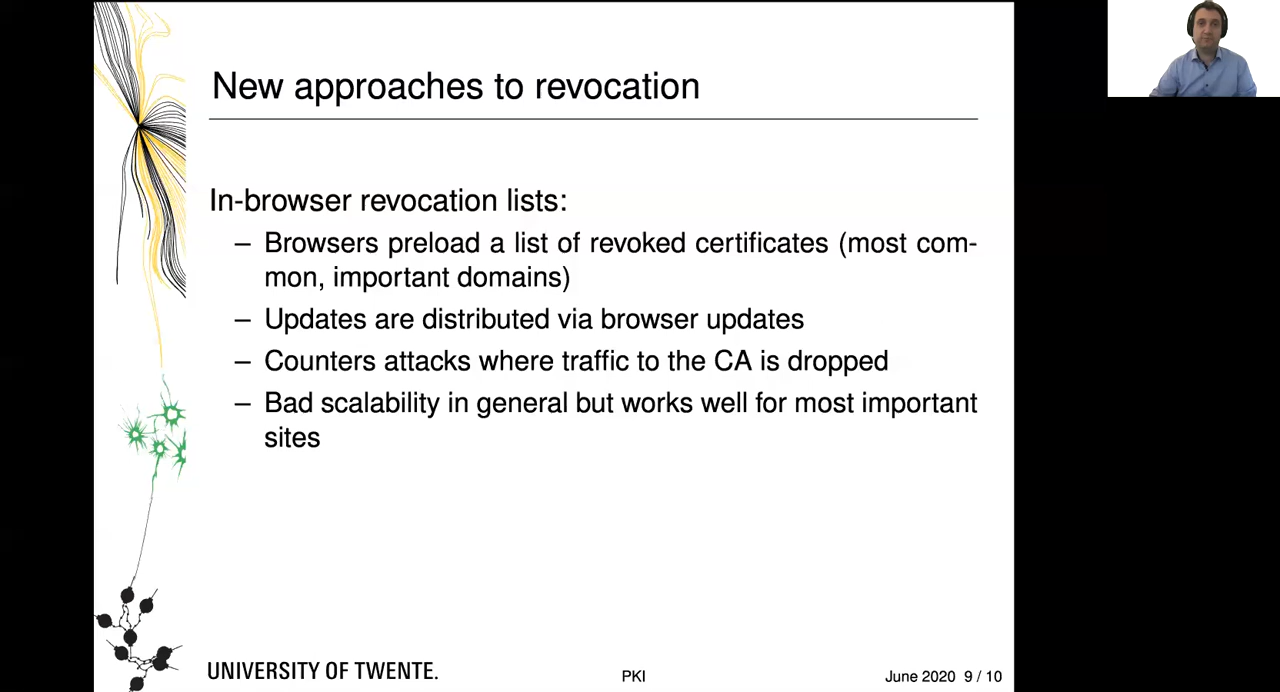 New approaches to revocation
In-browser revocation lists:
– Browsers preload a list of revoked certificates (most com-
mon, important domains)
– Updates are distributed via browser updates
– Counters attacks where traffic to the CA is dropped
– Bad scalability in general but works well for most important
sites
UNIVERSITY OF TWENTE.
PKI
June 2020 9 / 10